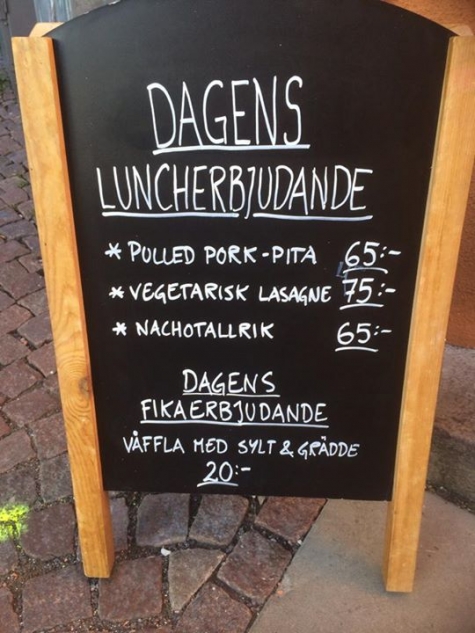 DAGENS
LUNCHERBJUDANDE
* PULLED PORK-PITA 65:-
* VEGETARISK LASAGNE 75:-
* NACHOTALLRIK 65:-
DAGENS
FIKAERBJUDANDE
VÅFFLA MED SYLT & GRÄDDE
20:-